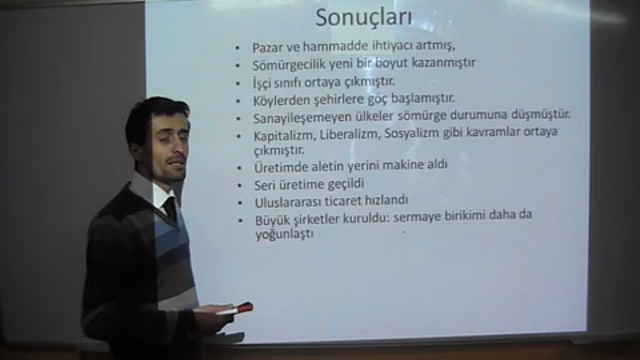 Sonuçları
• Pazar ve hammadde ihtiyacı artmış,
• Sömürgecilik yeni bir boyut kazanmıştır
• İşçi sınıfı ortaya çıkmıştır.
• Köylerden şehirlere göç başlamıştır.
• Sanayileşemeyen ülkeler sömürge durumuna düşmüştür.
• Kapitalizm, Liberalizm, Sosyalizm gibi kavramlar ortaya
çıkmıştır.
• Üretimde aletin yerini makine aldı
• Seri üretime geçildi
• Uluslararası ticaret hızlandı
• Büyük şirketler kuruldu: sermaye birikimi daha da
yoğunlaştı